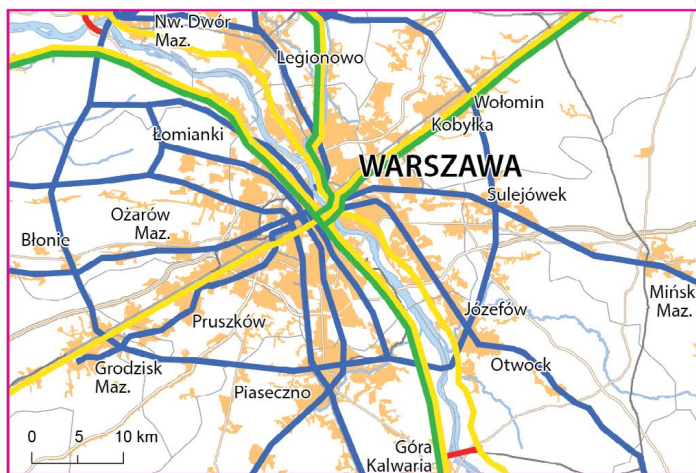 Nw. Dwór
Maz.
Legionowo
Wołomin
Kobyłka
Łomianki
WARSZAWA
Sulejówek
Ożarów
Maz.
Błonie
Mińsk
Maz.
Józefów
Pruszków
Otwock
Grodzisk
Maz.
Piaseczno
0 5 10 km
Góra
Kalwaria